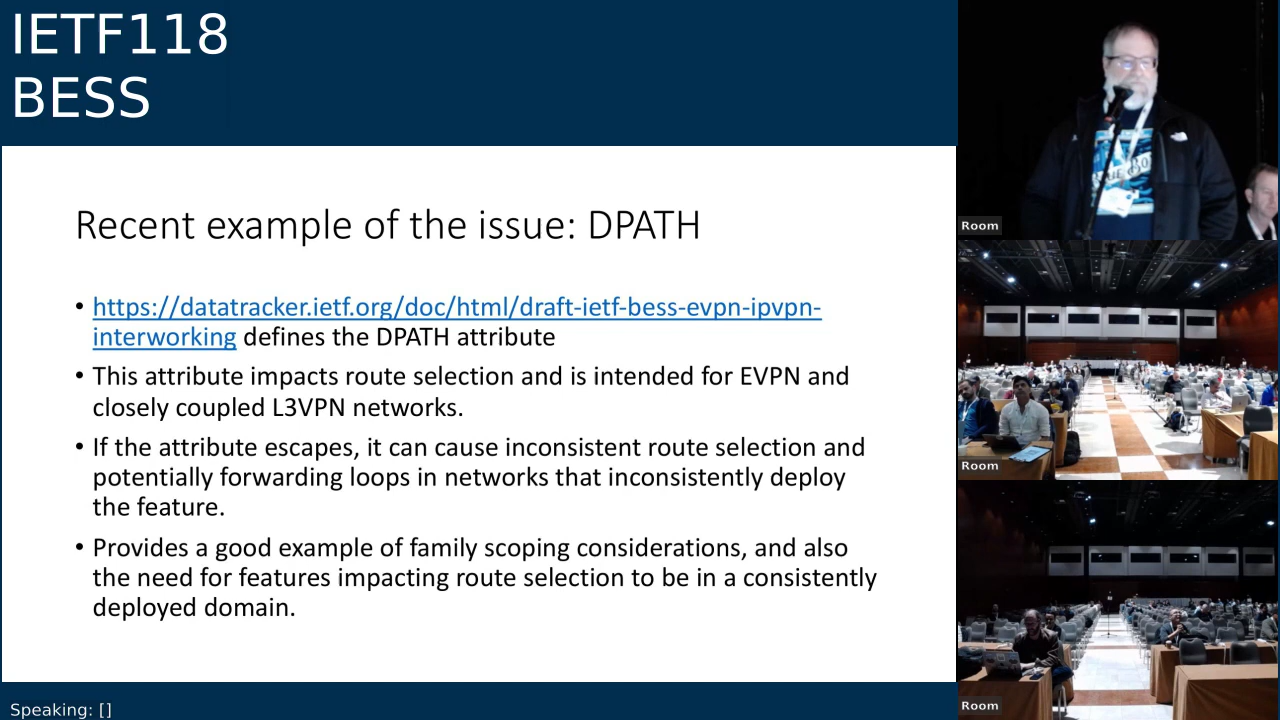 IETF118
BESS
Recent example of the issue: DPATH
• https://datatracker.ietf.org/doc/html/draft-ietf-bess-evpn-ipvpn-
interworking defines the DPATH attribute
• This attribute impacts route selection and is intended for EVPN and
closely coupled L3VPN networks.
• If the attribute escapes, it can cause inconsistent route selection and
potentially forwarding loops in networks that inconsistently deploy
the feature.
• Provides a good example of family scoping considerations, and also
the need for features impacting route selection to be in a consistently
deployed domain.
Speaking: []
Room
Room
Room